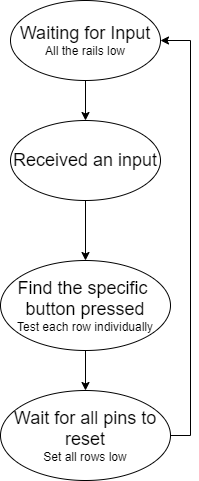 Waiting for Input
All the rails low
Received an input
Find the specific
button pressed
Test each row individually
Wait for all pins to
reset
Set all rows low